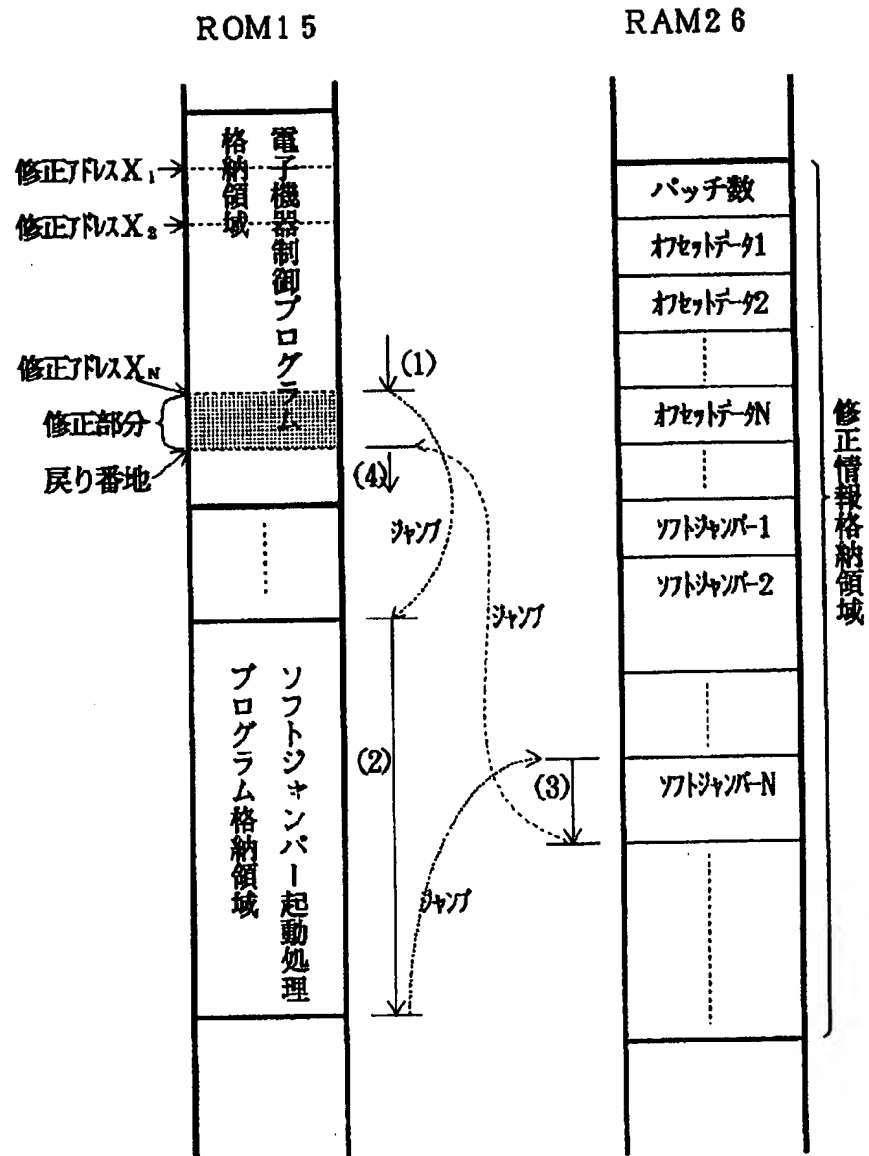 ROM15
RAM26
電子機器制御プログラム
格納領域
修正アドレスX₁
修正アドレスX₂
修正アドレスX_N
修正部分
戻り番地
(1)
(4)
ジャンプ
ジャンプ
(2)
(3)
ジャンプ
ソフトジャンパー起動処理
プログラム格納領域
パッチ数
オフセットデータ1
オフセットデータ2
オフセットデータN
ソフトジャンパー1
ソフトジャンパー2
ソフトジャンパーN
修正情報格納領域